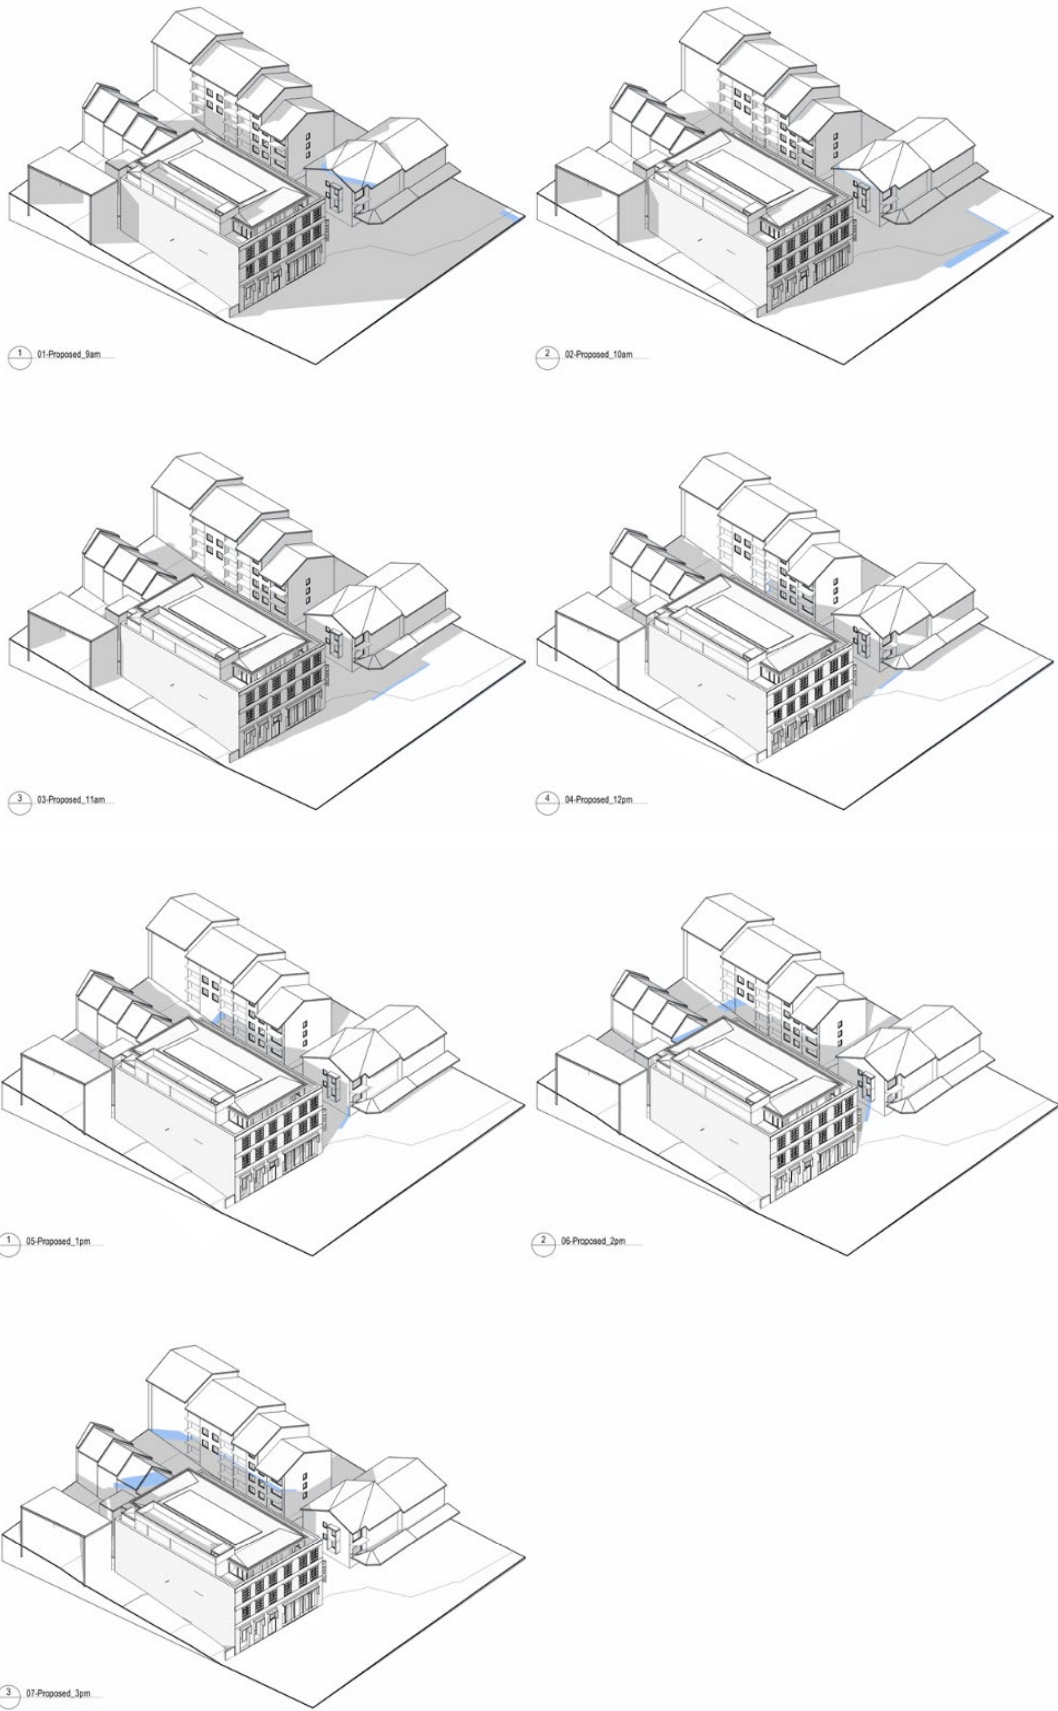 1 01-Proposed_9am
2 02-Proposed_10am
3 03-Proposed_11am
4 04-Proposed_12pm
1 05-Proposed_1pm
2 06-Proposed_2pm
3 07-Proposed_3pm